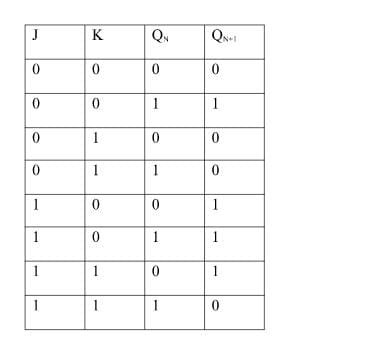 J K Q_N Q_N+1
0 0 0 0
0 0 1 1
0 1 0 0
0 1 1 0
1 0 0 1
1 0 1 1
1 1 0 1
1 1 1 0